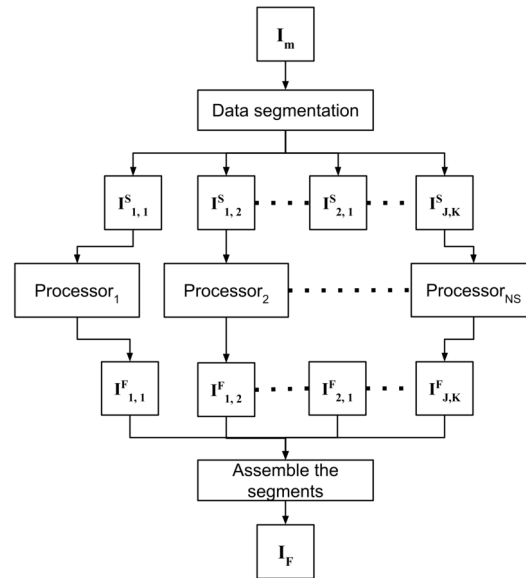 I_m
Data segmentation
I^S_1, 1 I^S_1, 2 I^S_2, 1 I^S_J,K
Processor_1 Processor_2 Processor_NS
I^F_1, 1 I^F_1, 2 I^F_2, 1 I^F_J,K
Assemble the
segments
I_F